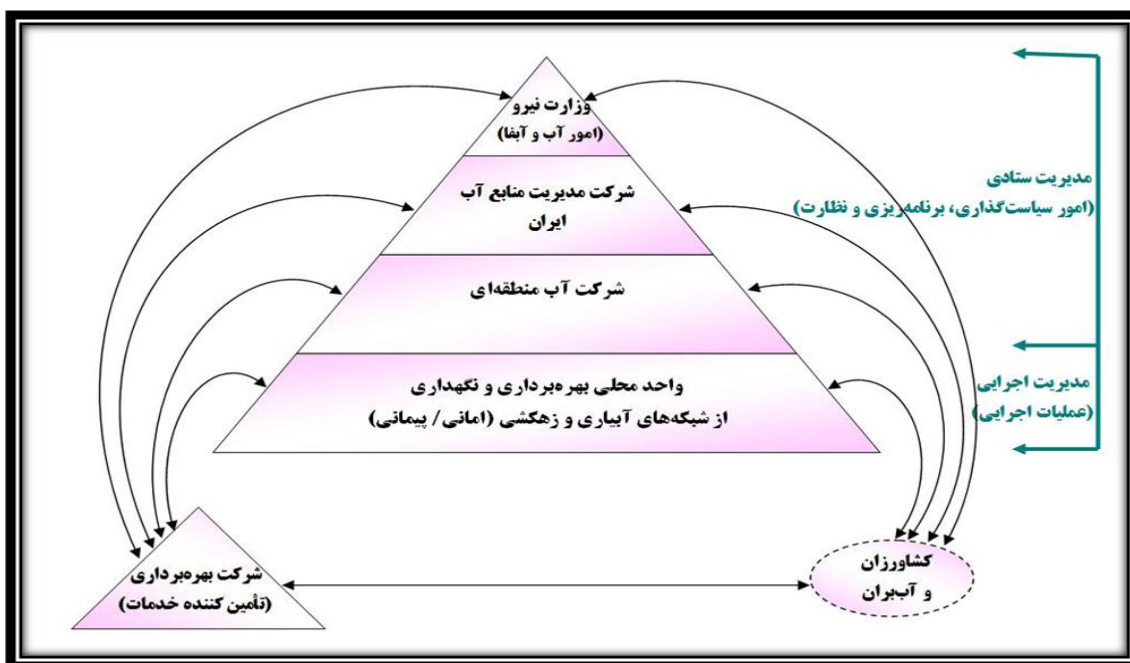 وزارت نیرو
(امور آب و آبفا)
شرکت مدیریت منابع آب
ایران
شرکت آب منطقه‌ای
واحد محلی بهره‌برداری و نگهداری
از شبکه‌های آبیاری و زهکشی (امانی/ پیمانی)
مدیریت ستادی
(امور سیاست‌گذاری، برنامه‌ریزی و نظارت)
مدیریت اجرایی
(عملیات اجرایی)
کشاورزان
و آب‌بران
شرکت بهره‌برداری
(تأمین کننده خدمات)